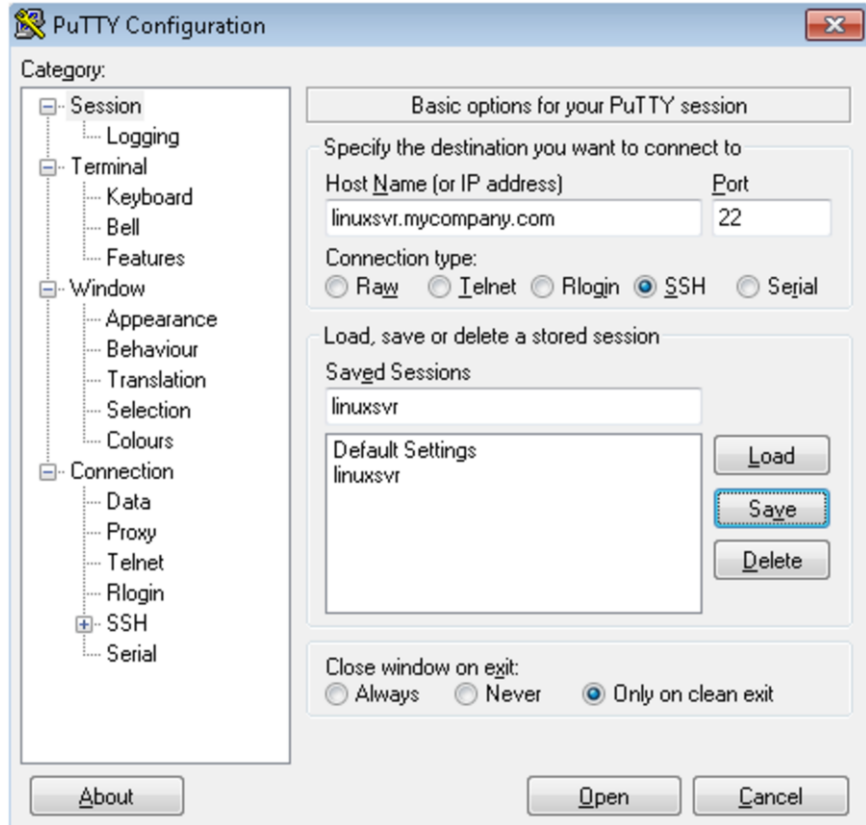 PuTTY Configuration
Category:
Session
Logging
Terminal
Keyboard
Bell
Features
Window
Appearance
Behaviour
Translation
Selection
Colours
Connection
Data
Proxy
Telnet
Rlogin
SSH
Serial
Basic options for your PuTTY session
Specify the destination you want to connect to
Host Name (or IP address) Port
linuxsvr.mycompany.com 22
Connection type:
Raw Telnet Rlogin SSH Serial
Load, save or delete a stored session
Saved Sessions
linuxsvr
Default Settings
linuxsvr
Load
Save
Delete
Close window on exit:
Always Never Only on clean exit
About Open Cancel